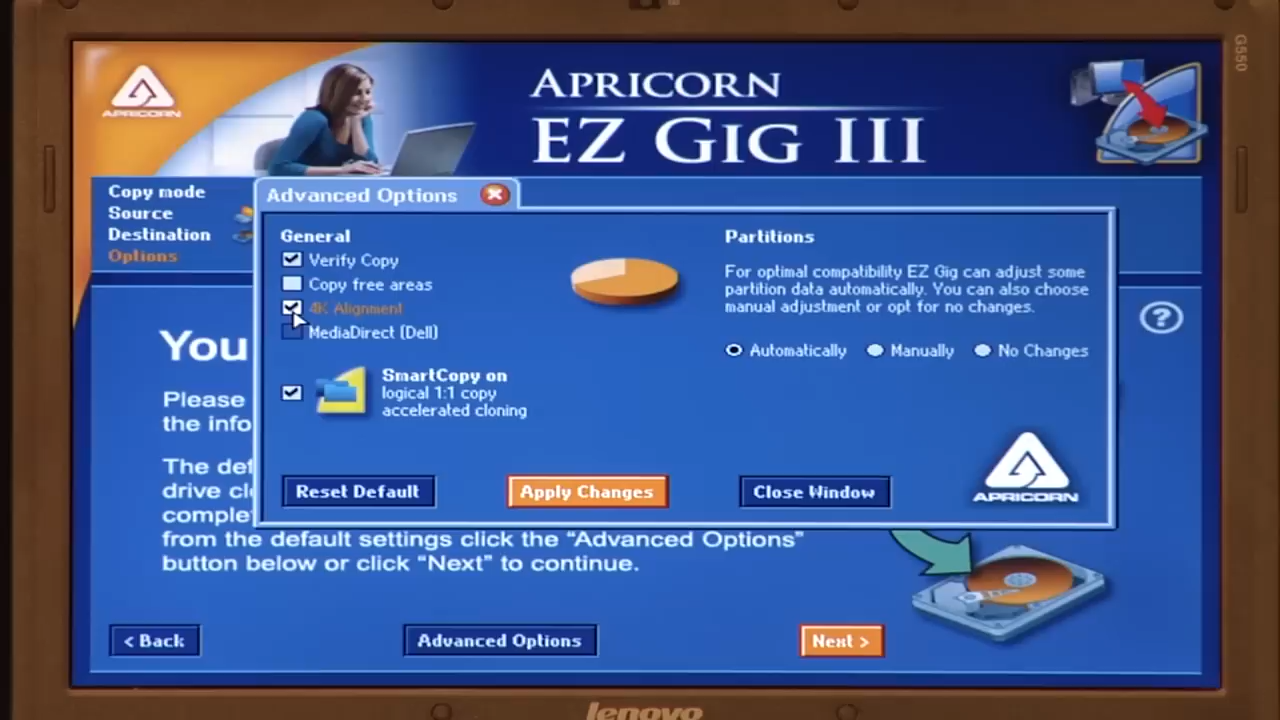 G550
APRICORN
APRICORN
EZ GIG III
Copy mode
Source
Destination
Options
Advanced Options
General
Verify Copy
Copy free areas
4K Alignment
MediaDirect (Dell)
SmartCopy on
logical 1:1 copy
accelerated cloning
Partitions
For optimal compatibility EZ Gig can adjust some
partition data automatically. You can also choose
manual adjustment or opt for no changes.
Automatically Manually No Changes
APRICORN
Reset Default
Apply Changes
Close Window
?
You
Please
the info
The def
drive cl
complet
from the default settings click the “Advanced Options”
button below or click “Next” to continue.
< Back
Advanced Options
Next >
lenovo